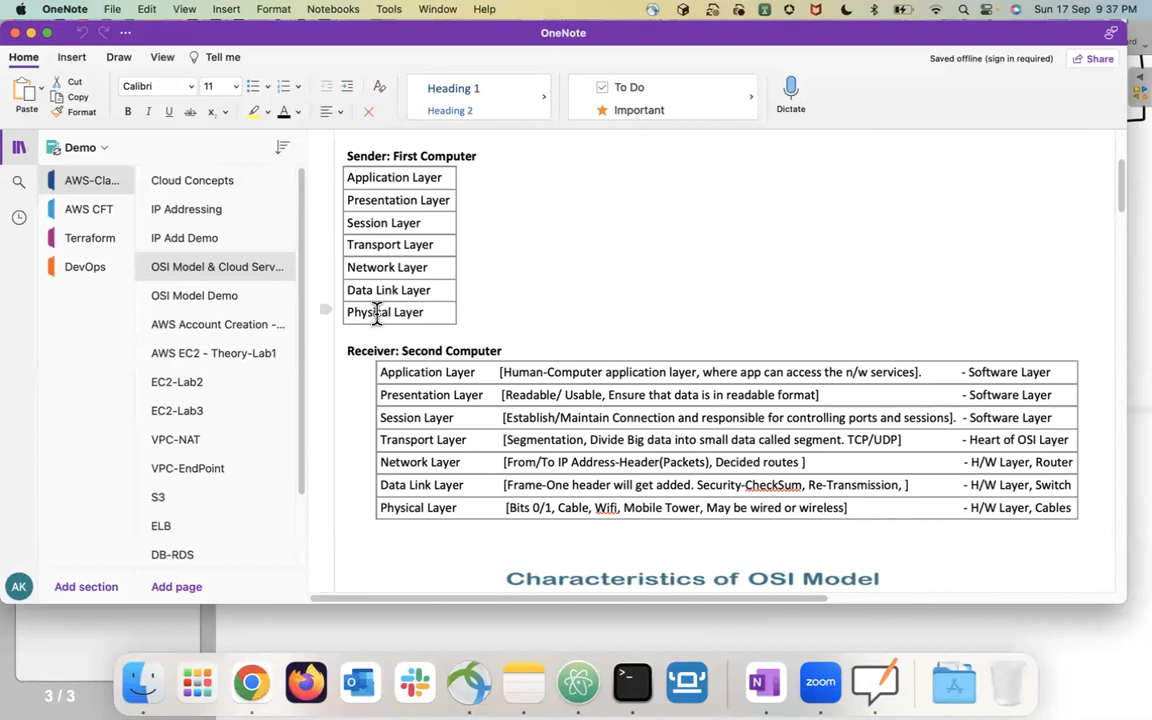 OneNote File Edit View Insert Format Notebooks Tools Window Help Sun 17 Sep 9:37 PM
OneNote
Home Insert Draw View Tell me Saved offline (sign in required) Share
Paste Cut Copy Format
Calibri 11
Heading 1
Heading 2
To Do
Important
Dictate
Demo
AWS-Cla...
AWS CFT
Terraform
DevOps
Cloud Concepts
IP Addressing
IP Add Demo
OSI Model & Cloud Serv...
OSI Model Demo
AWS Account Creation -...
AWS EC2 - Theory-Lab1
EC2-Lab2
EC2-Lab3
VPC-NAT
VPC-EndPoint
S3
ELB
DB-RDS
AK
Add section
Add page
Sender: First Computer
Application Layer
Presentation Layer
Session Layer
Transport Layer
Network Layer
Data Link Layer
Physical Layer
Receiver: Second Computer
Application Layer [Human-Computer application layer, where app can access the n/w services]. - Software Layer
Presentation Layer [Readable/ Usable, Ensure that data is in readable format] - Software Layer
Session Layer [Establish/Maintain Connection and responsible for controlling ports and sessions]. - Software Layer
Transport Layer [Segmentation, Divide Big data into small data called segment. TCP/UDP] - Heart of OSI Layer
Network Layer [From/To IP Address-Header(Packets), Decided routes ] - H/W Layer, Router
Data Link Layer [Frame-One header will get added. Security-CheckSum, Re-Transmission, ] - H/W Layer, Switch
Physical Layer [Bits 0/1, Cable, Wifi, Mobile Tower, May be wired or wireless] - H/W Layer, Cables
Characteristics of OSI Model
3 / 3
zoom